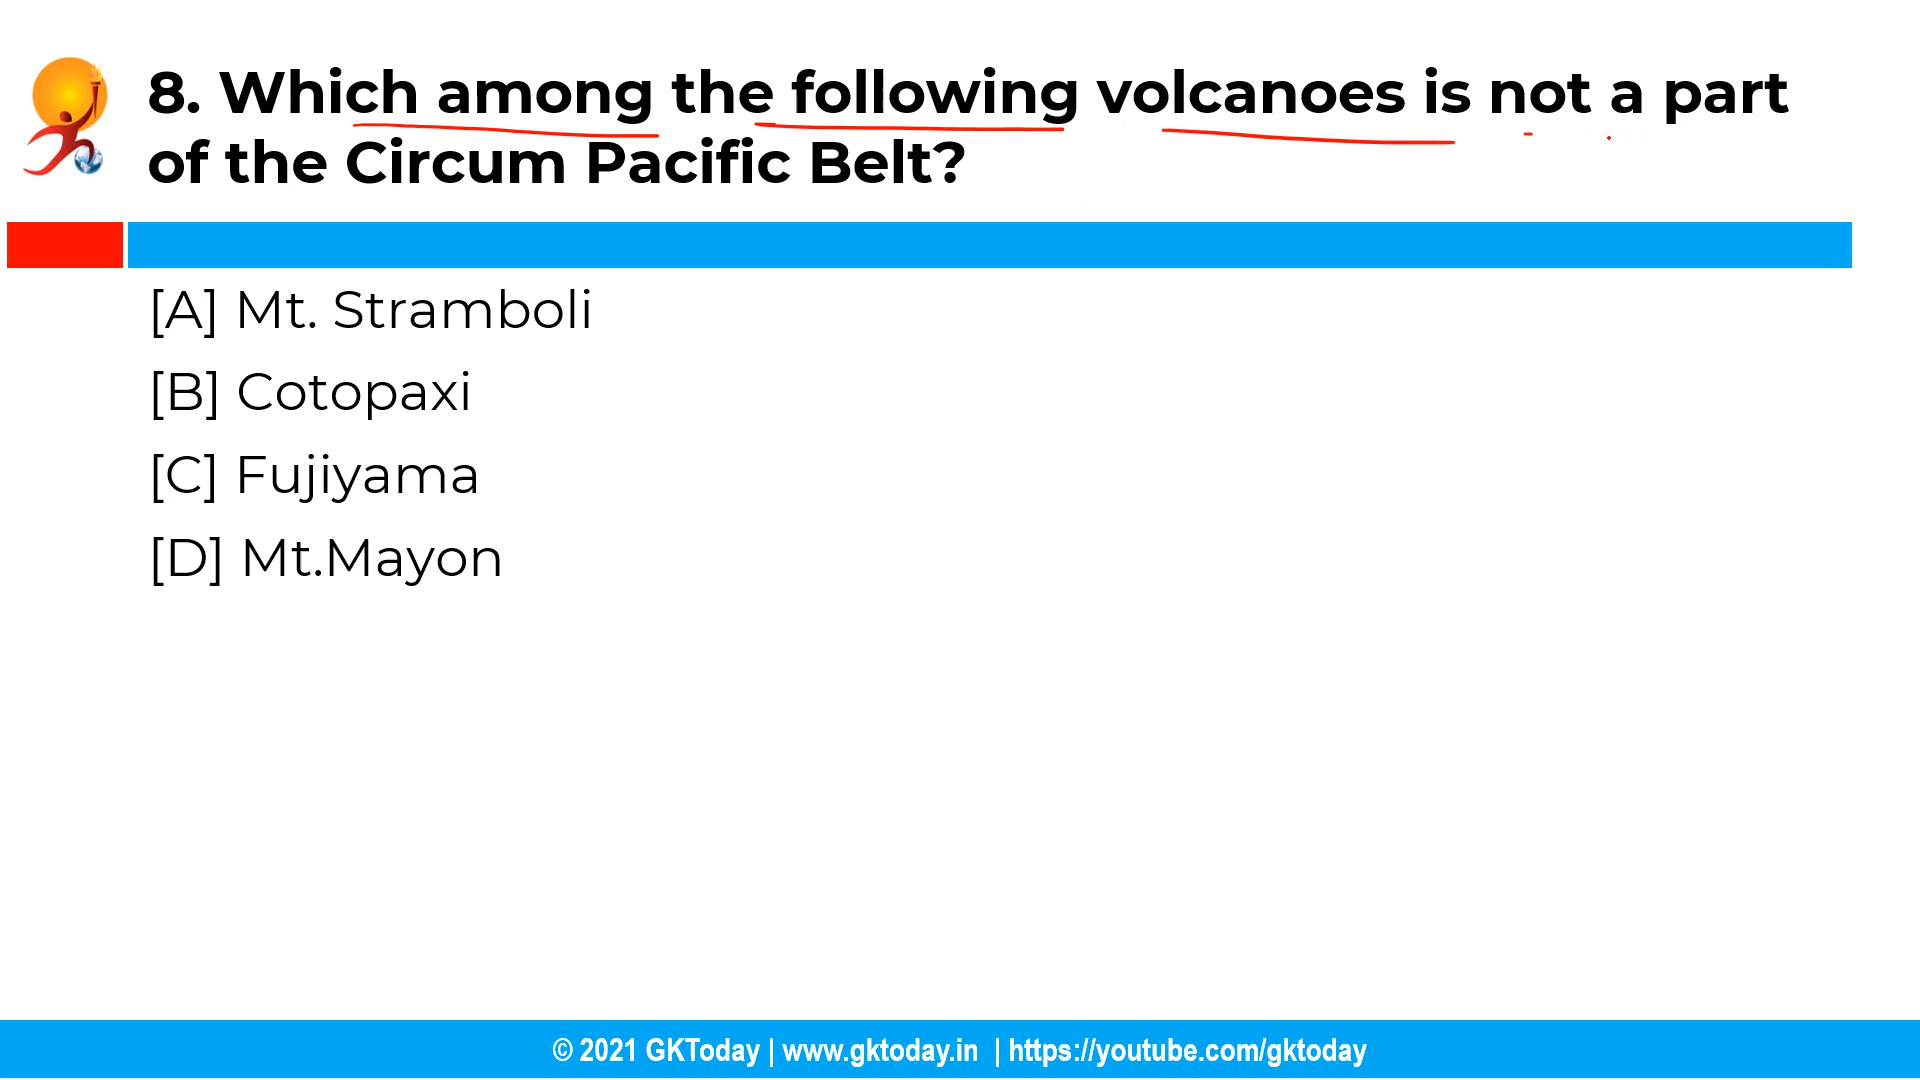 8. Which among the following volcanoes is not a part
of the Circum Pacific Belt?
[A] Mt. Stramboli
[B] Cotopaxi
[C] Fujiyama
[D] Mt.Mayon
© 2021 GKToday | www.gktoday.in | https://youtube.com/gktoday